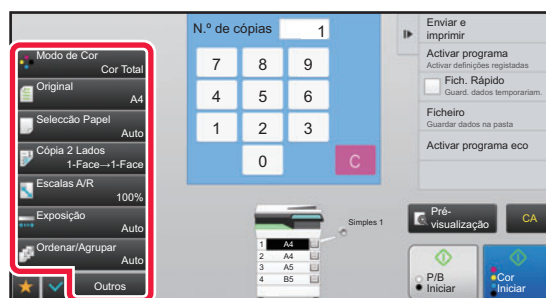 Modo de Cor
Cor Total
Original
A4
Selecção Papel
Auto
Cópia 2 Lados
1-Face→1-Face
Escalas A/R
100%
Exposição
Auto
Ordenar/Agrupar
Auto
Outros
N.º de cópias
1
7 8 9
4 5 6
1 2 3
0 C
Simples 1
1 A4
2 A4
3 A5
4 B5
Enviar e
imprimir
Activar programa
Activar definições registadas
Fich. Rápido
Guard. dados temporariam.
Ficheiro
Guardar dados na pasta
Activar programa eco
Pré-
visualização
CA
P/B
Iniciar
Cor
Iniciar